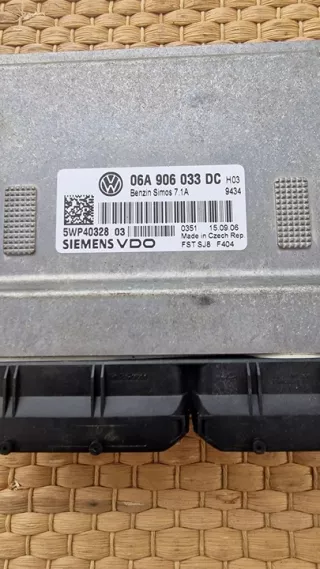 06A 906 033 DC H03
Benzin Simos 7.1A 9434
5WP40328 03 0351 15.09.06
SIEMENS VDO Made in Czech Rep
FST SJ8 F404